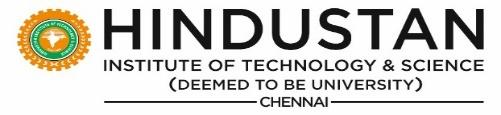 HINDUSTAN
INSTITUTE OF TECHNOLOGY & SCIENCE
(DEEMED TO BE UNIVERSITY)
CHENNAI